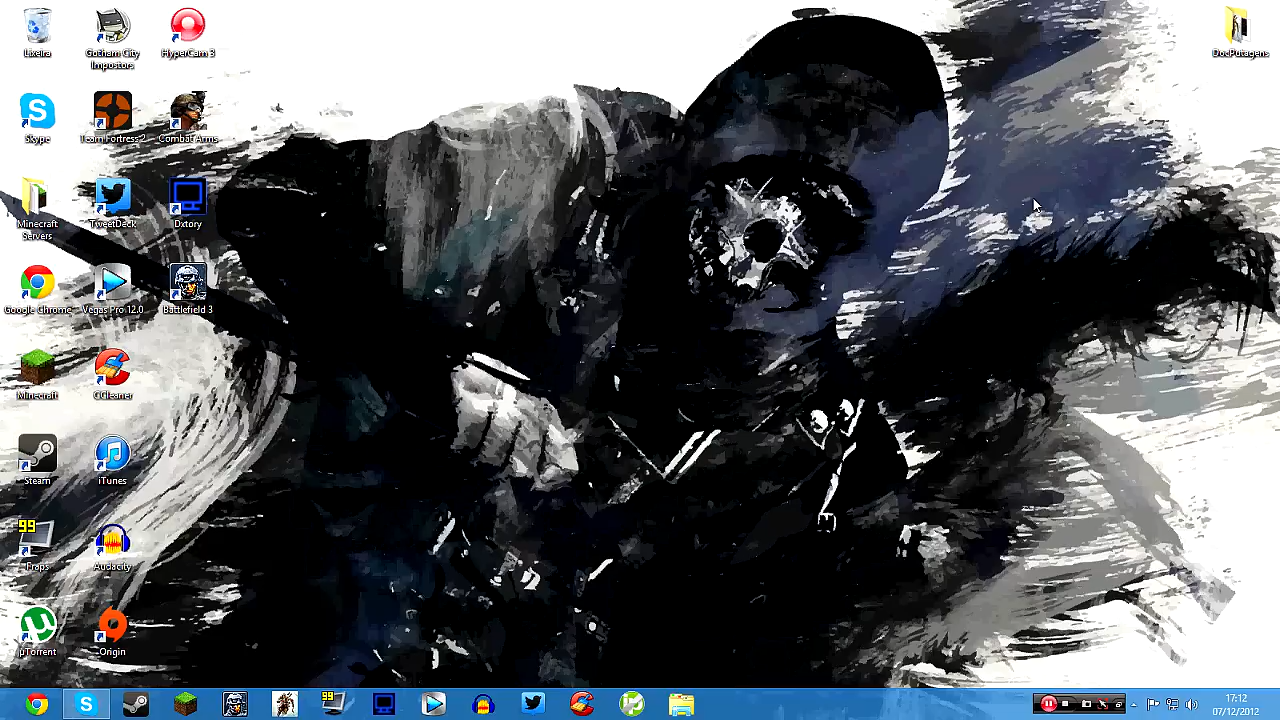 Lixeira
Gotham City
Impostors
HyperCam 3
DocPutagens
Skype
Team Fortress 2
Combat Arms
Minecraft
Servers
TweetDeck
Dxtory
Google Chrome
Vegas Pro 12.0
Battlefield 3
Minecraft
CCleaner
Steam
iTunes
99
Fraps
Audacity
µTorrent
Origin
99
17:12
07/12/2012